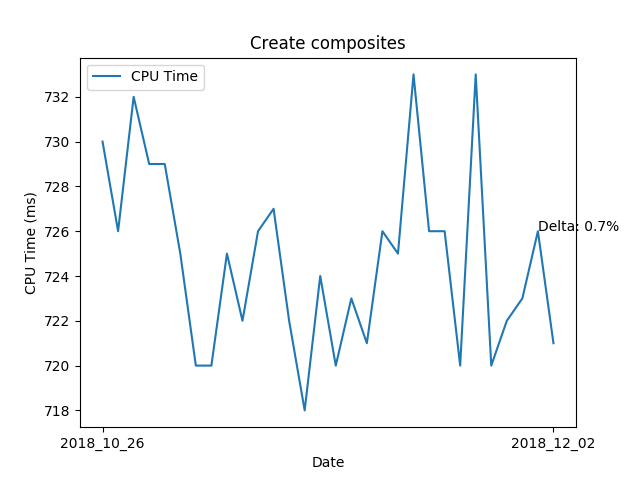 Create composites
CPU Time
732
730
728
726
724
722
720
718
CPU Time (ms)
Delta: 0.7%
2018_10_26
2018_12_02
Date